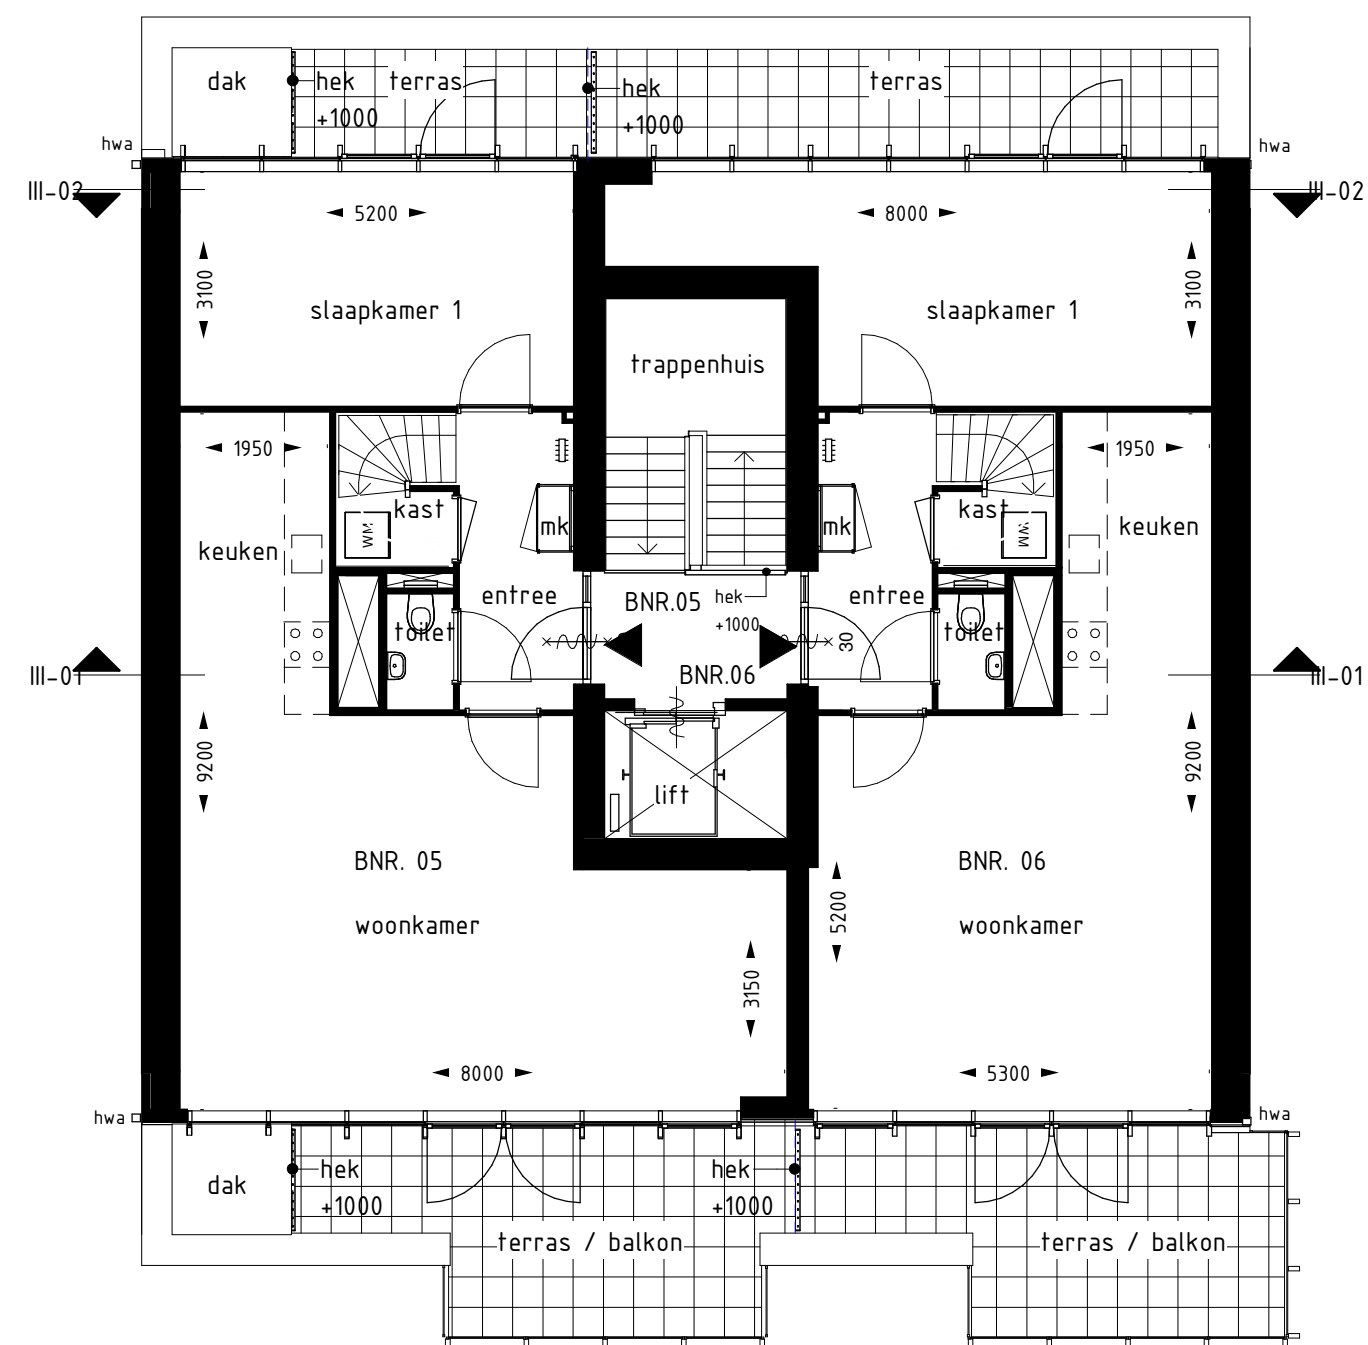 dak
hek
terras
hek
terras
+1000
+1000
hwa
hwa
III-02
III-02
5200
8000
3100
3100
slaapkamer 1
slaapkamer 1
trappenhuis
1950
1950
kast
kast
mk
mk
WM
WM
keuken
keuken
entree
BNR.05
hek
entree
+1000
toilet
toilet
30
III-01
BNR.06
III-01
9200
9200
lift
BNR. 05
BNR. 06
5200
woonkamer
woonkamer
3150
8000
5300
hwa
hwa
dak
hek
hek
+1000
+1000
terras / balkon
terras / balkon